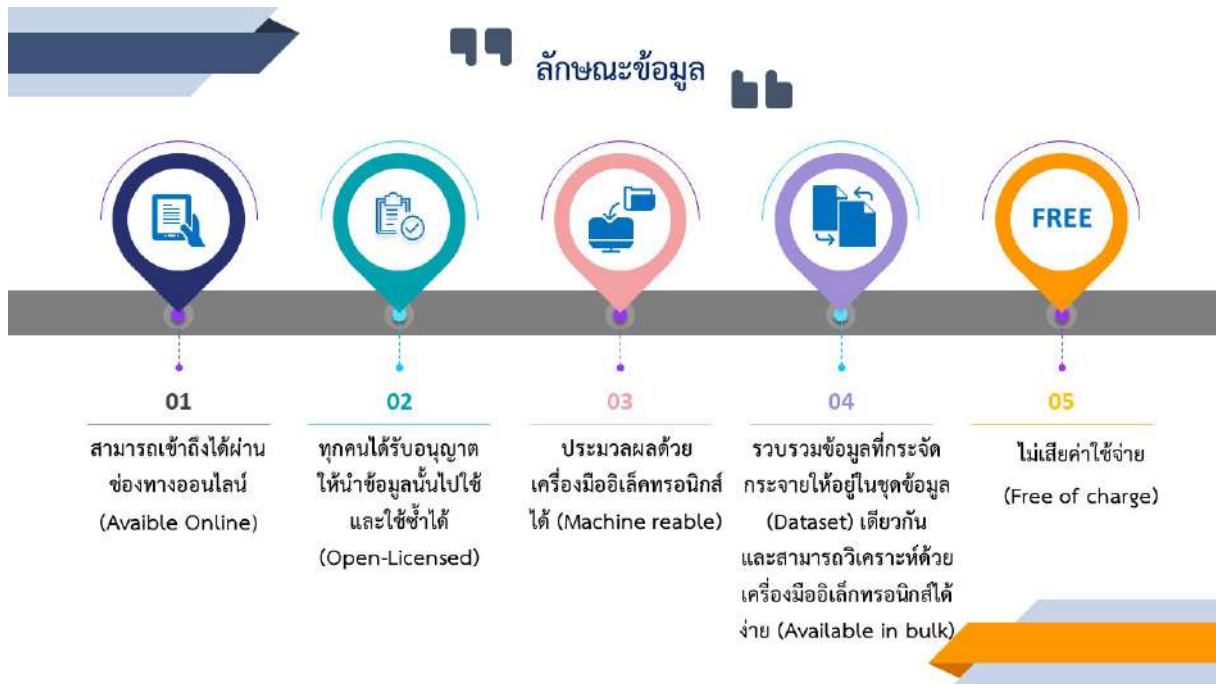 ลักษณะข้อมูล
FREE
01
สามารถเข้าถึงได้ผ่าน
ช่องทางออนไลน์
(Avaible Online)
02
ทุกคนได้รับอนุญาต
ให้นำข้อมูลนั้นไปใช้
และใช้ซ้ำได้
(Open-Licensed)
03
ประมวลผลด้วย
เครื่องมืออิเล็คทรอนิกส์
ได้ (Machine reable)
04
รวบรวมข้อมูลที่กระจัด
กระจายให้อยู่ในชุดข้อมูล
(Dataset) เดียวกัน
และสามารถวิเคราะห์ด้วย
เครื่องมืออิเล็กทรอนิกส์ได้
ง่าย (Available in bulk)
05
ไม่เสียค่าใช้จ่าย
(Free of charge)